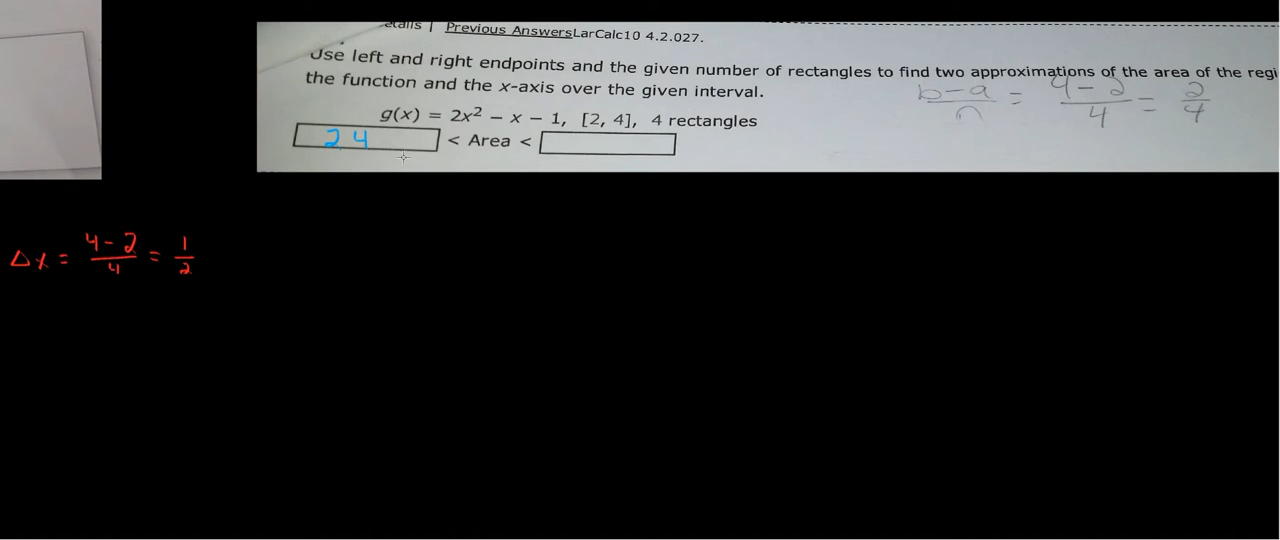 etails | Previous AnswersLarCalc10 4.2.027.
Use left and right endpoints and the given number of rectangles to find two approximations of the area of the regi
the function and the x-axis over the given interval.
b-a/n = 4-2/4 = 2/4
g(x) = 2x² − x − 1, [2, 4], 4 rectangles
24 < Area <
Δx = 4-2/4 = 1/2